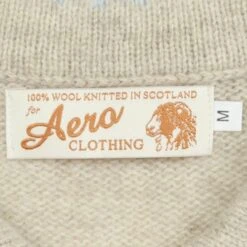 100% WOOL KNITTED IN SCOTLAND
for
Aero
CLOTHING
M